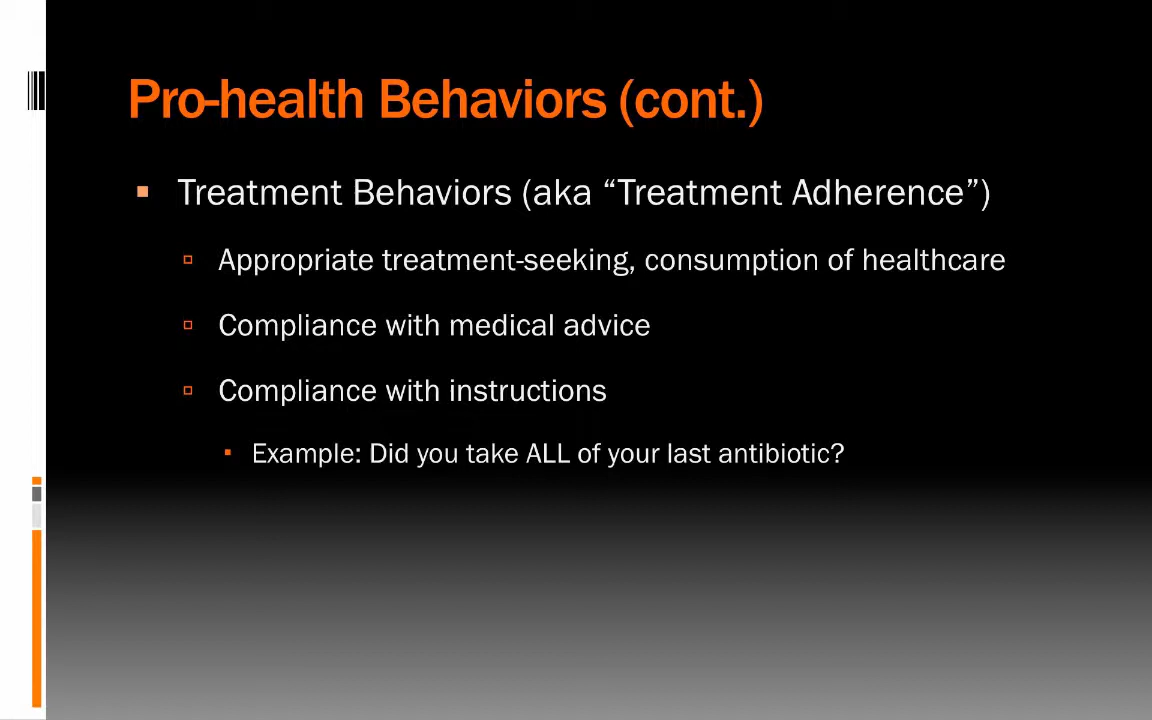 Pro-health Behaviors (cont.)
Treatment Behaviors (aka “Treatment Adherence”)
Appropriate treatment-seeking, consumption of healthcare
Compliance with medical advice
Compliance with instructions
Example: Did you take ALL of your last antibiotic?